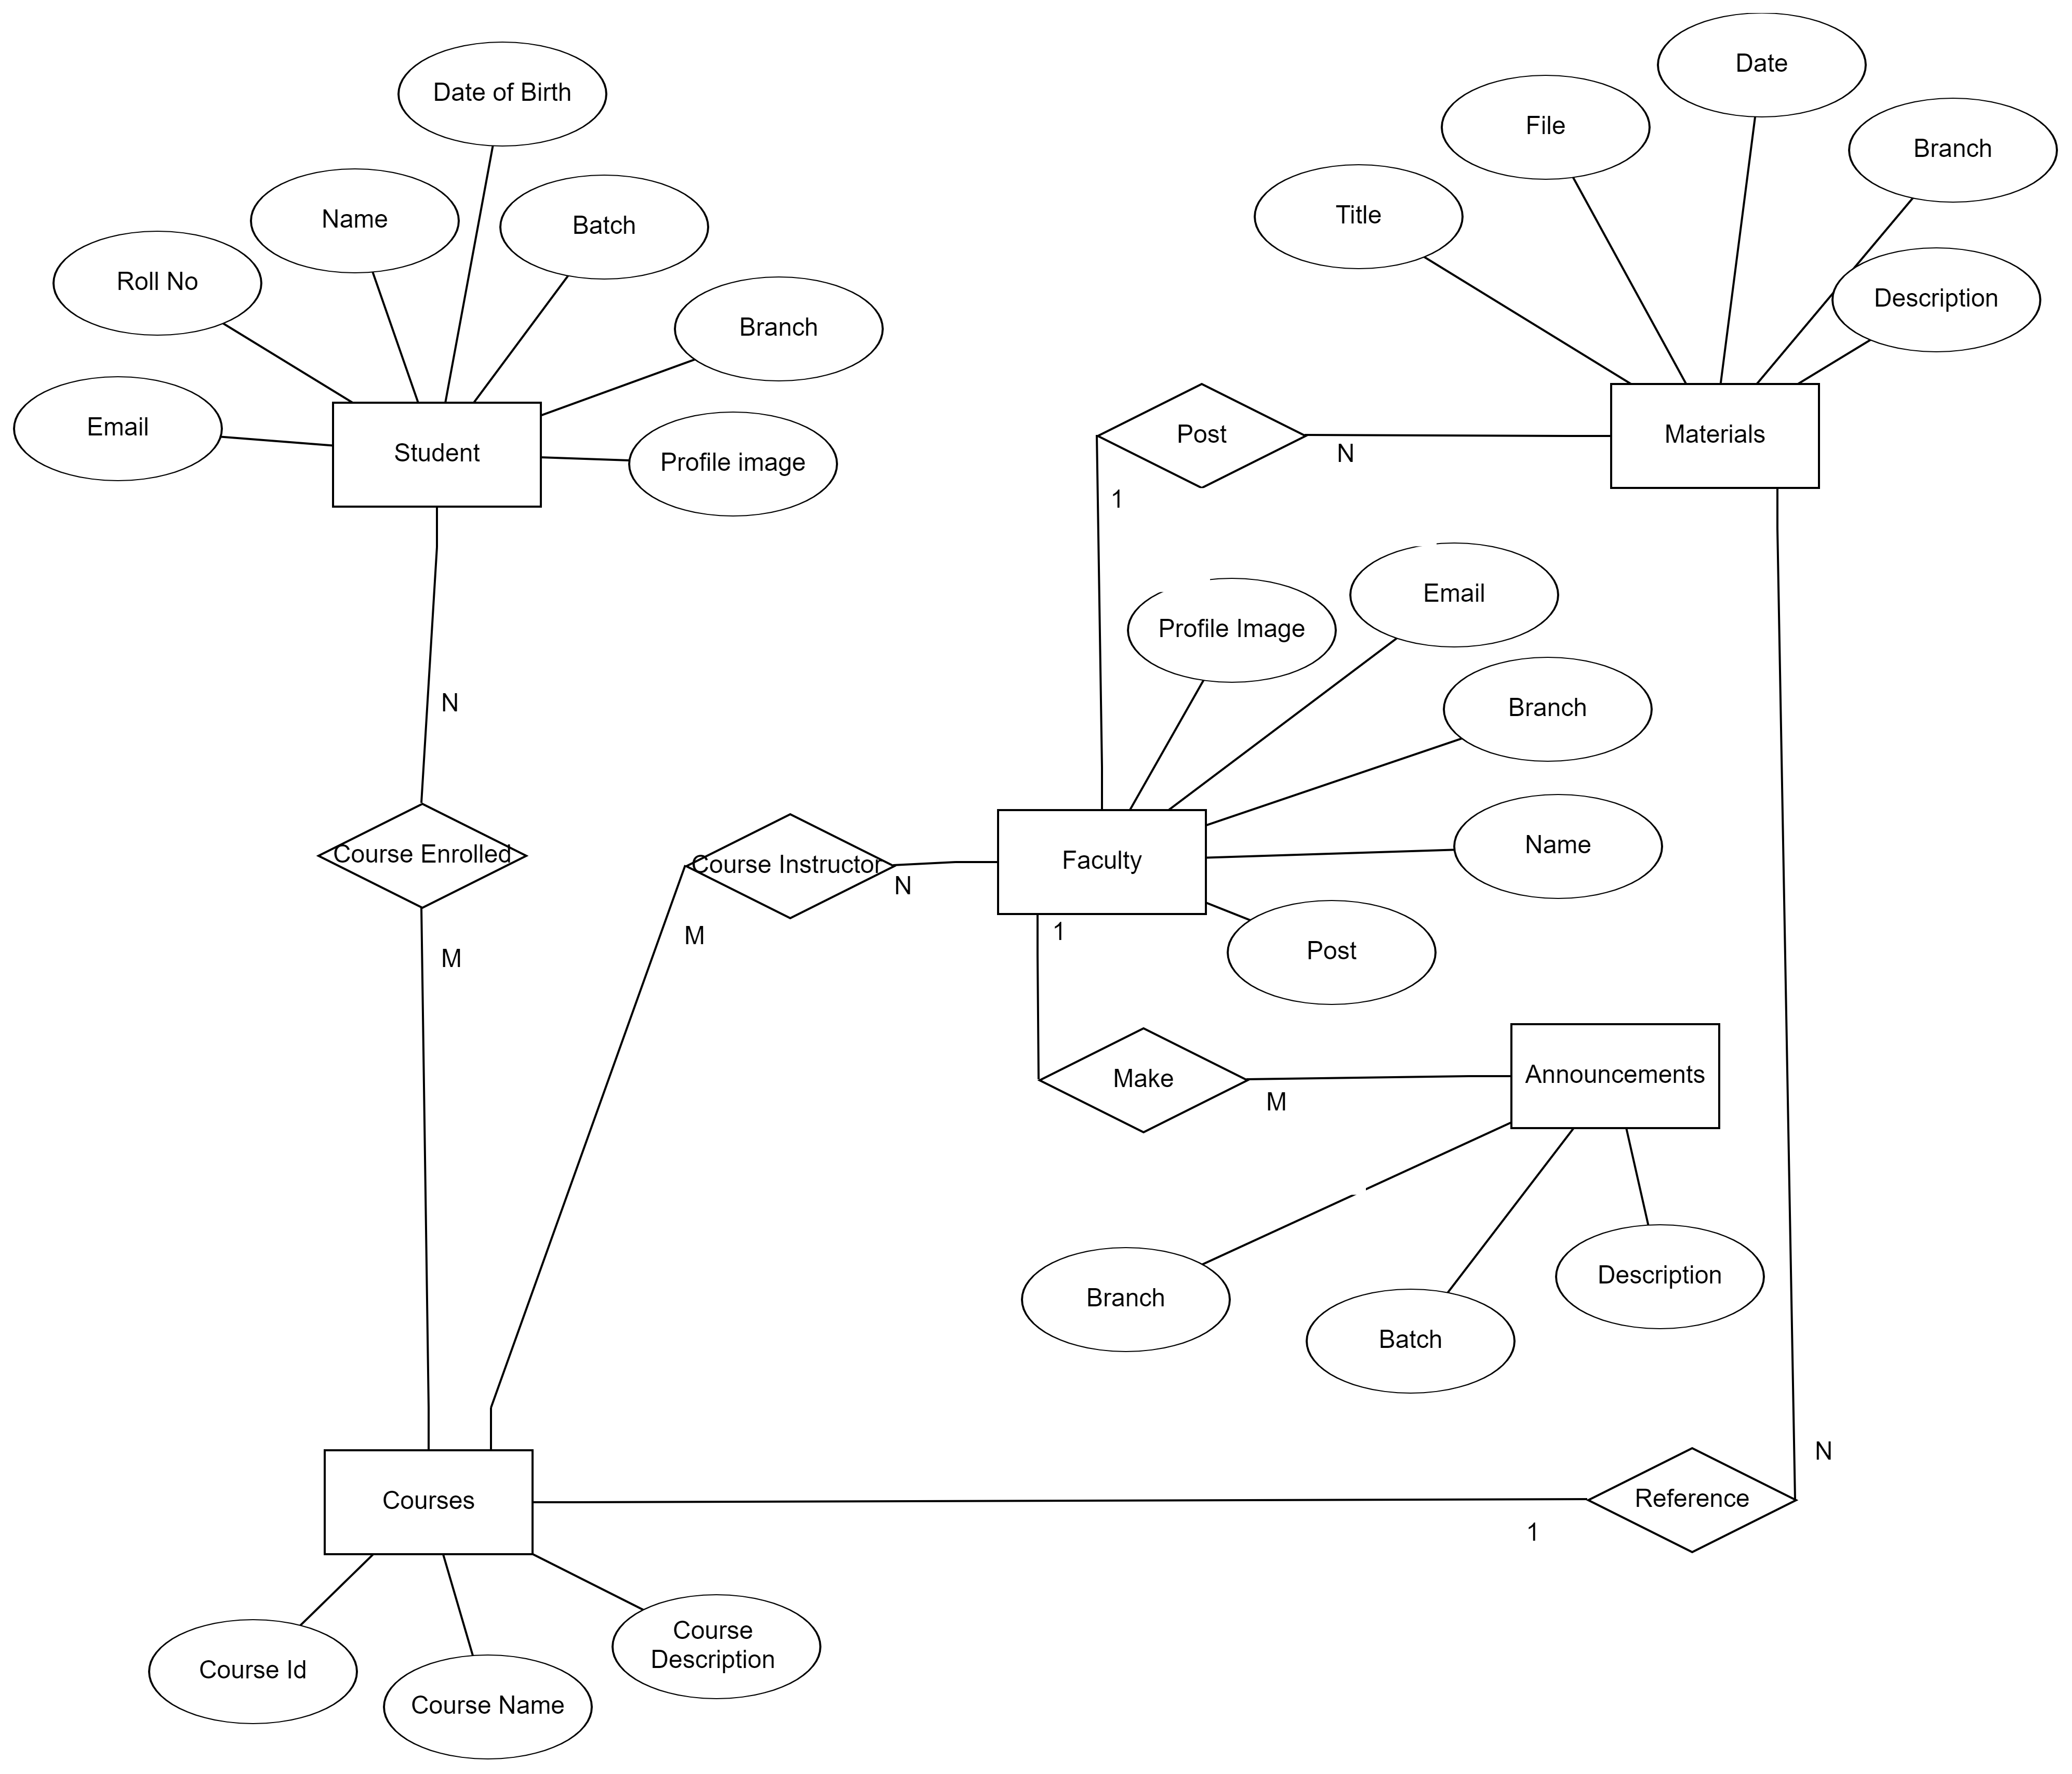 Date
Date of Birth
File
Branch
Title
Name
Batch
Roll No
Description
Branch
Email
Student
Profile image
Post
N
Materials
1
Email
Profile Image
N
Branch
Course Enrolled
Course Instructor
N
Faculty
Name
M
M
1
Post
Make
M
Announcements
Branch
Batch
Description
N
Courses
1
Reference
Course Id
Course Name
Course
Description